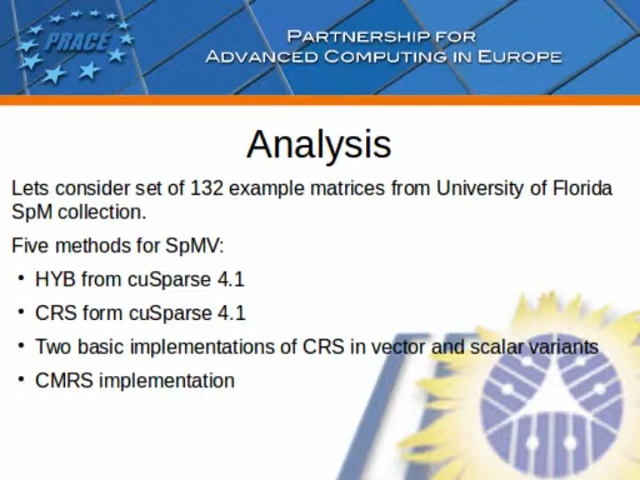 PRACE
PARTNERSHIP FOR
ADVANCED COMPUTING IN EUROPE
Analysis
Lets consider set of 132 example matrices from University of Florida
SpM collection.
Five methods for SpMV:
• HYB from cuSparse 4.1
• CRS form cuSparse 4.1
• Two basic implementations of CRS in vector and scalar variants
• CMRS implementation